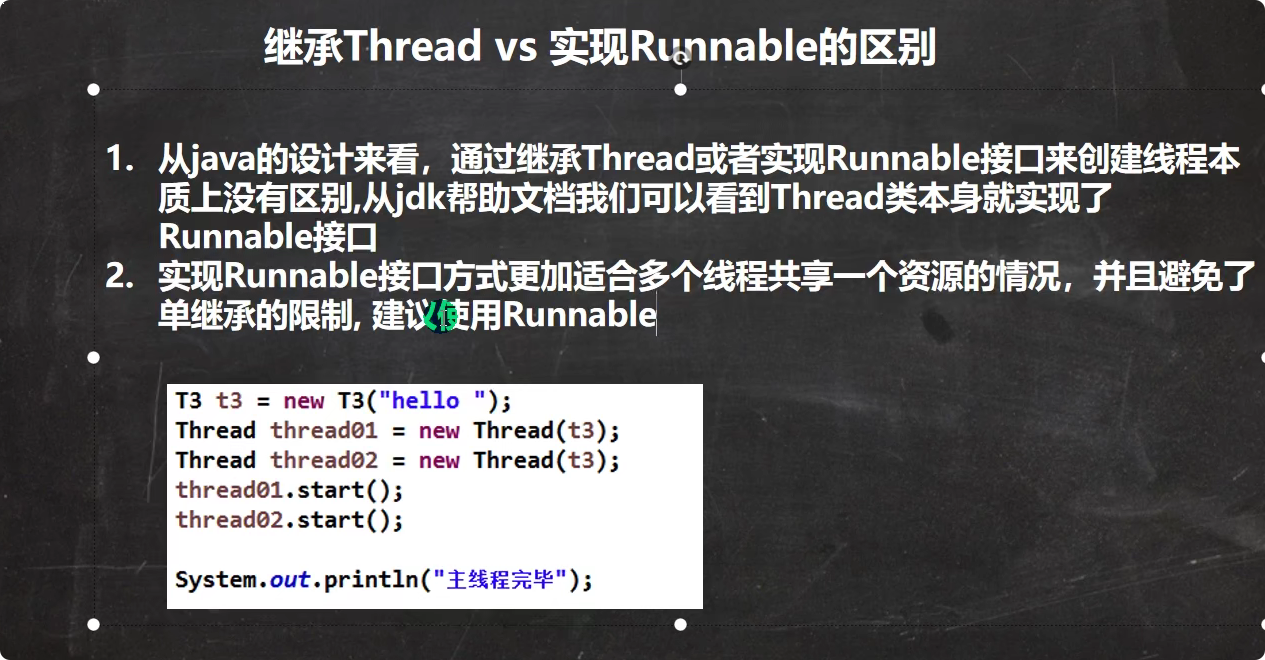 继承Thread vs 实现Runnable的区别
1. 从java的设计来看，通过继承Thread或者实现Runnable接口来创建线程本
质上没有区别,从jdk帮助文档我们可以看到Thread类本身就实现了
Runnable接口
2. 实现Runnable接口方式更加适合多个线程共享一个资源的情况，并且避免了
单继承的限制, 建议使用Runnable
T3 t3 = new T3("hello ");
Thread thread01 = new Thread(t3);
Thread thread02 = new Thread(t3);
thread01.start();
thread02.start();
System.out.println("主线程完毕");